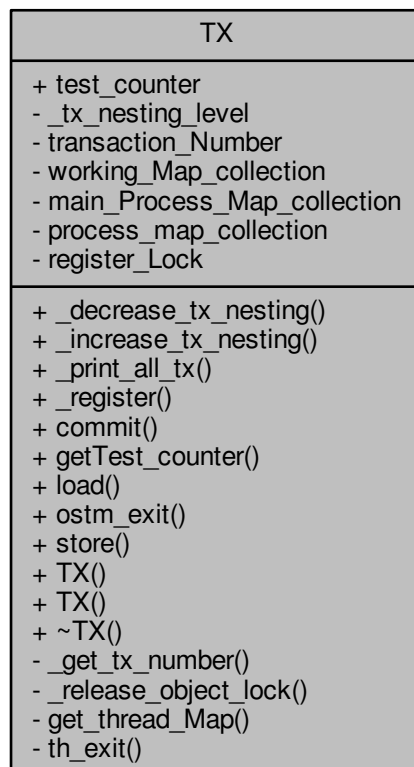 TX
+ test_counter
- _tx_nesting_level
- transaction_Number
- working_Map_collection
- main_Process_Map_collection
- process_map_collection
- register_Lock
+ _decrease_tx_nesting()
+ _increase_tx_nesting()
+ _print_all_tx()
+ _register()
+ commit()
+ getTest_counter()
+ load()
+ ostm_exit()
+ store()
+ TX()
+ TX()
+ ~TX()
- _get_tx_number()
- _release_object_lock()
- get_thread_Map()
- th_exit()